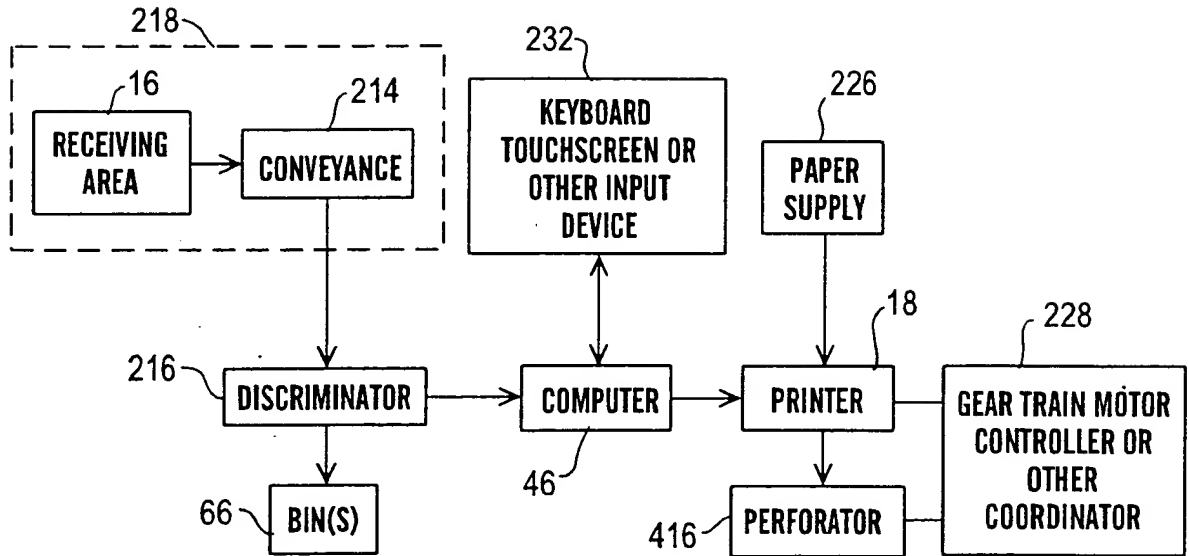 218
16
214
RECEIVING
AREA
CONVEYANCE
232
KEYBOARD
TOUCHSCREEN OR
OTHER INPUT
DEVICE
226
PAPER
SUPPLY
216
DISCRIMINATOR
COMPUTER
46
18
PRINTER
228
GEAR TRAIN MOTOR
CONTROLLER OR
OTHER
COORDINATOR
66
BIN(S)
416
PERFORATOR